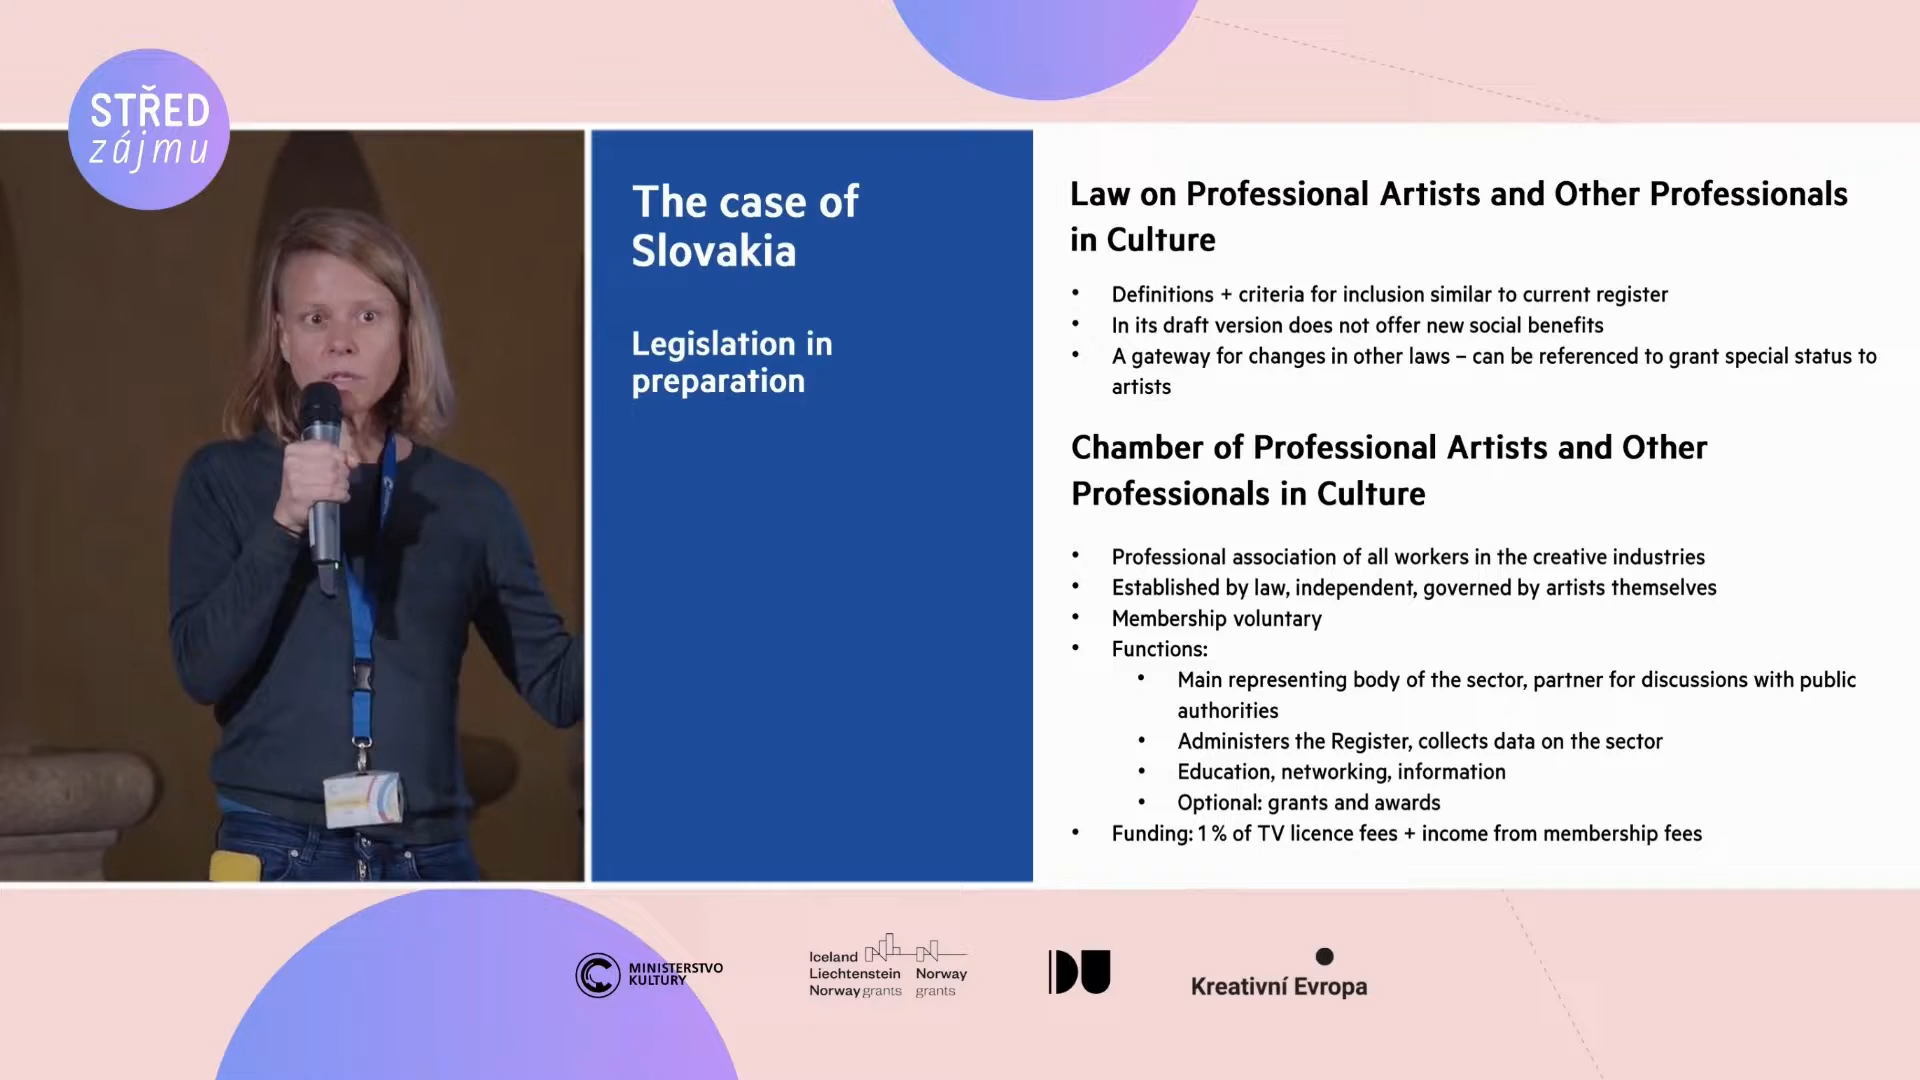 STŘED
zájmu
The case of
Slovakia
Legislation in
preparation
Law on Professional Artists and Other Professionals
in Culture
• Definitions + criteria for inclusion similar to current register
• In its draft version does not offer new social benefits
• A gateway for changes in other laws – can be referenced to grant special status to
artists
Chamber of Professional Artists and Other
Professionals in Culture
• Professional association of all workers in the creative industries
• Established by law, independent, governed by artists themselves
• Membership voluntary
• Functions:
• Main representing body of the sector, partner for discussions with public
authorities
• Administers the Register, collects data on the sector
• Education, networking, information
• Optional: grants and awards
• Funding: 1 % of TV licence fees + income from membership fees
MINISTERSTVO
KULTURY
Iceland
Liechtenstein
Norway grants
Norway
grants
DU
Kreativní Evropa